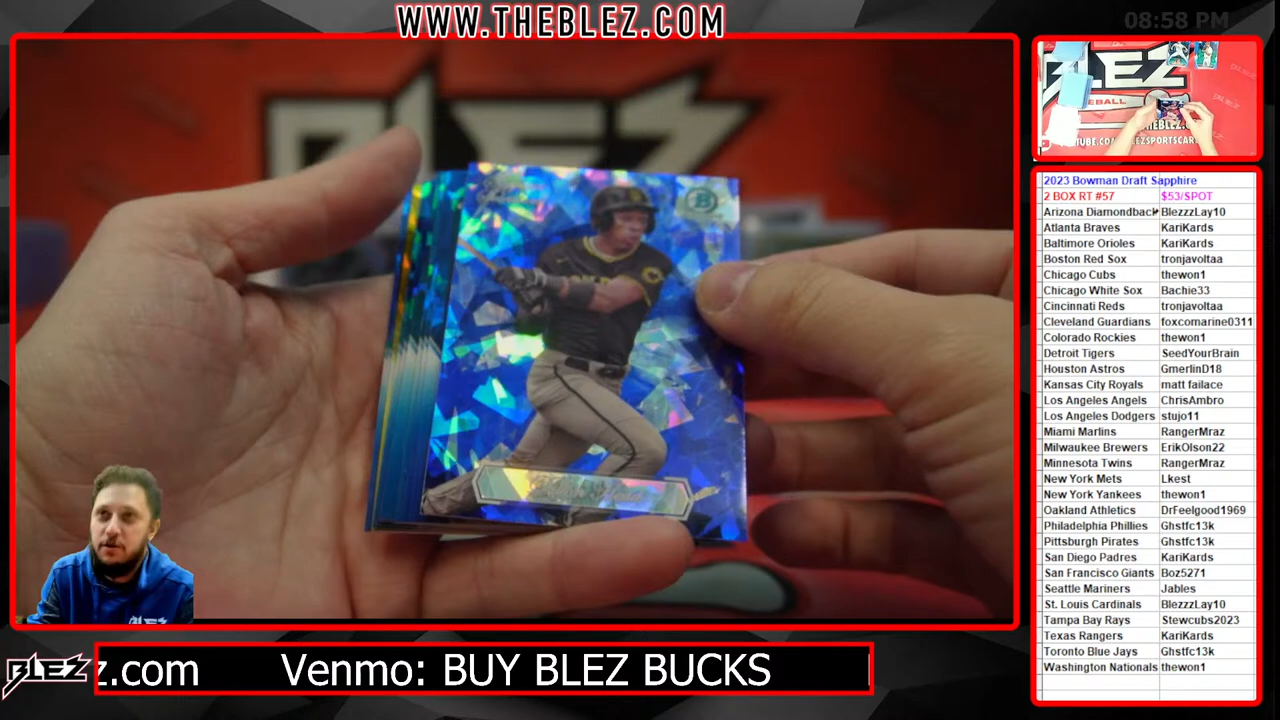 WWW.THEBLEZ.COM
08:58 PM
BLEZ
BLEZ
2023 Bowman Draft Sapphire
2 BOX RT #57 $53/SPOT
Arizona Diamondback BlezzzLay10
Atlanta Braves KariKards
Baltimore Orioles KariKards
Boston Red Sox tronjavoltaa
Chicago Cubs thewon1
Chicago White Sox Bachie33
Cincinnati Reds tronjavoltaa
Cleveland Guardians foxcomarine0311
Colorado Rockies thewon1
Detroit Tigers SeedYourBrain
Houston Astros GmerlinD18
Kansas City Royals matt failace
Los Angeles Angels ChrisAmbro
Los Angeles Dodgers stujo11
Miami Marlins RangerMraz
Milwaukee Brewers ErikOlson22
Minnesota Twins RangerMraz
New York Mets Lkest
New York Yankees thewon1
Oakland Athletics DrFeelgood1969
Philadelphia Phillies Ghstfc13k
Pittsburgh Pirates Ghstfc13k
San Diego Padres KariKards
San Francisco Giants Boz5271
Seattle Mariners Jables
St. Louis Cardinals BlezzzLay10
Tampa Bay Rays Stewcubs2023
Texas Rangers KariKards
Toronto Blue Jays Ghstfc13k
Washington Nationals thewon1
BLEZ
z.com Venmo: BUY BLEZ BUCKS